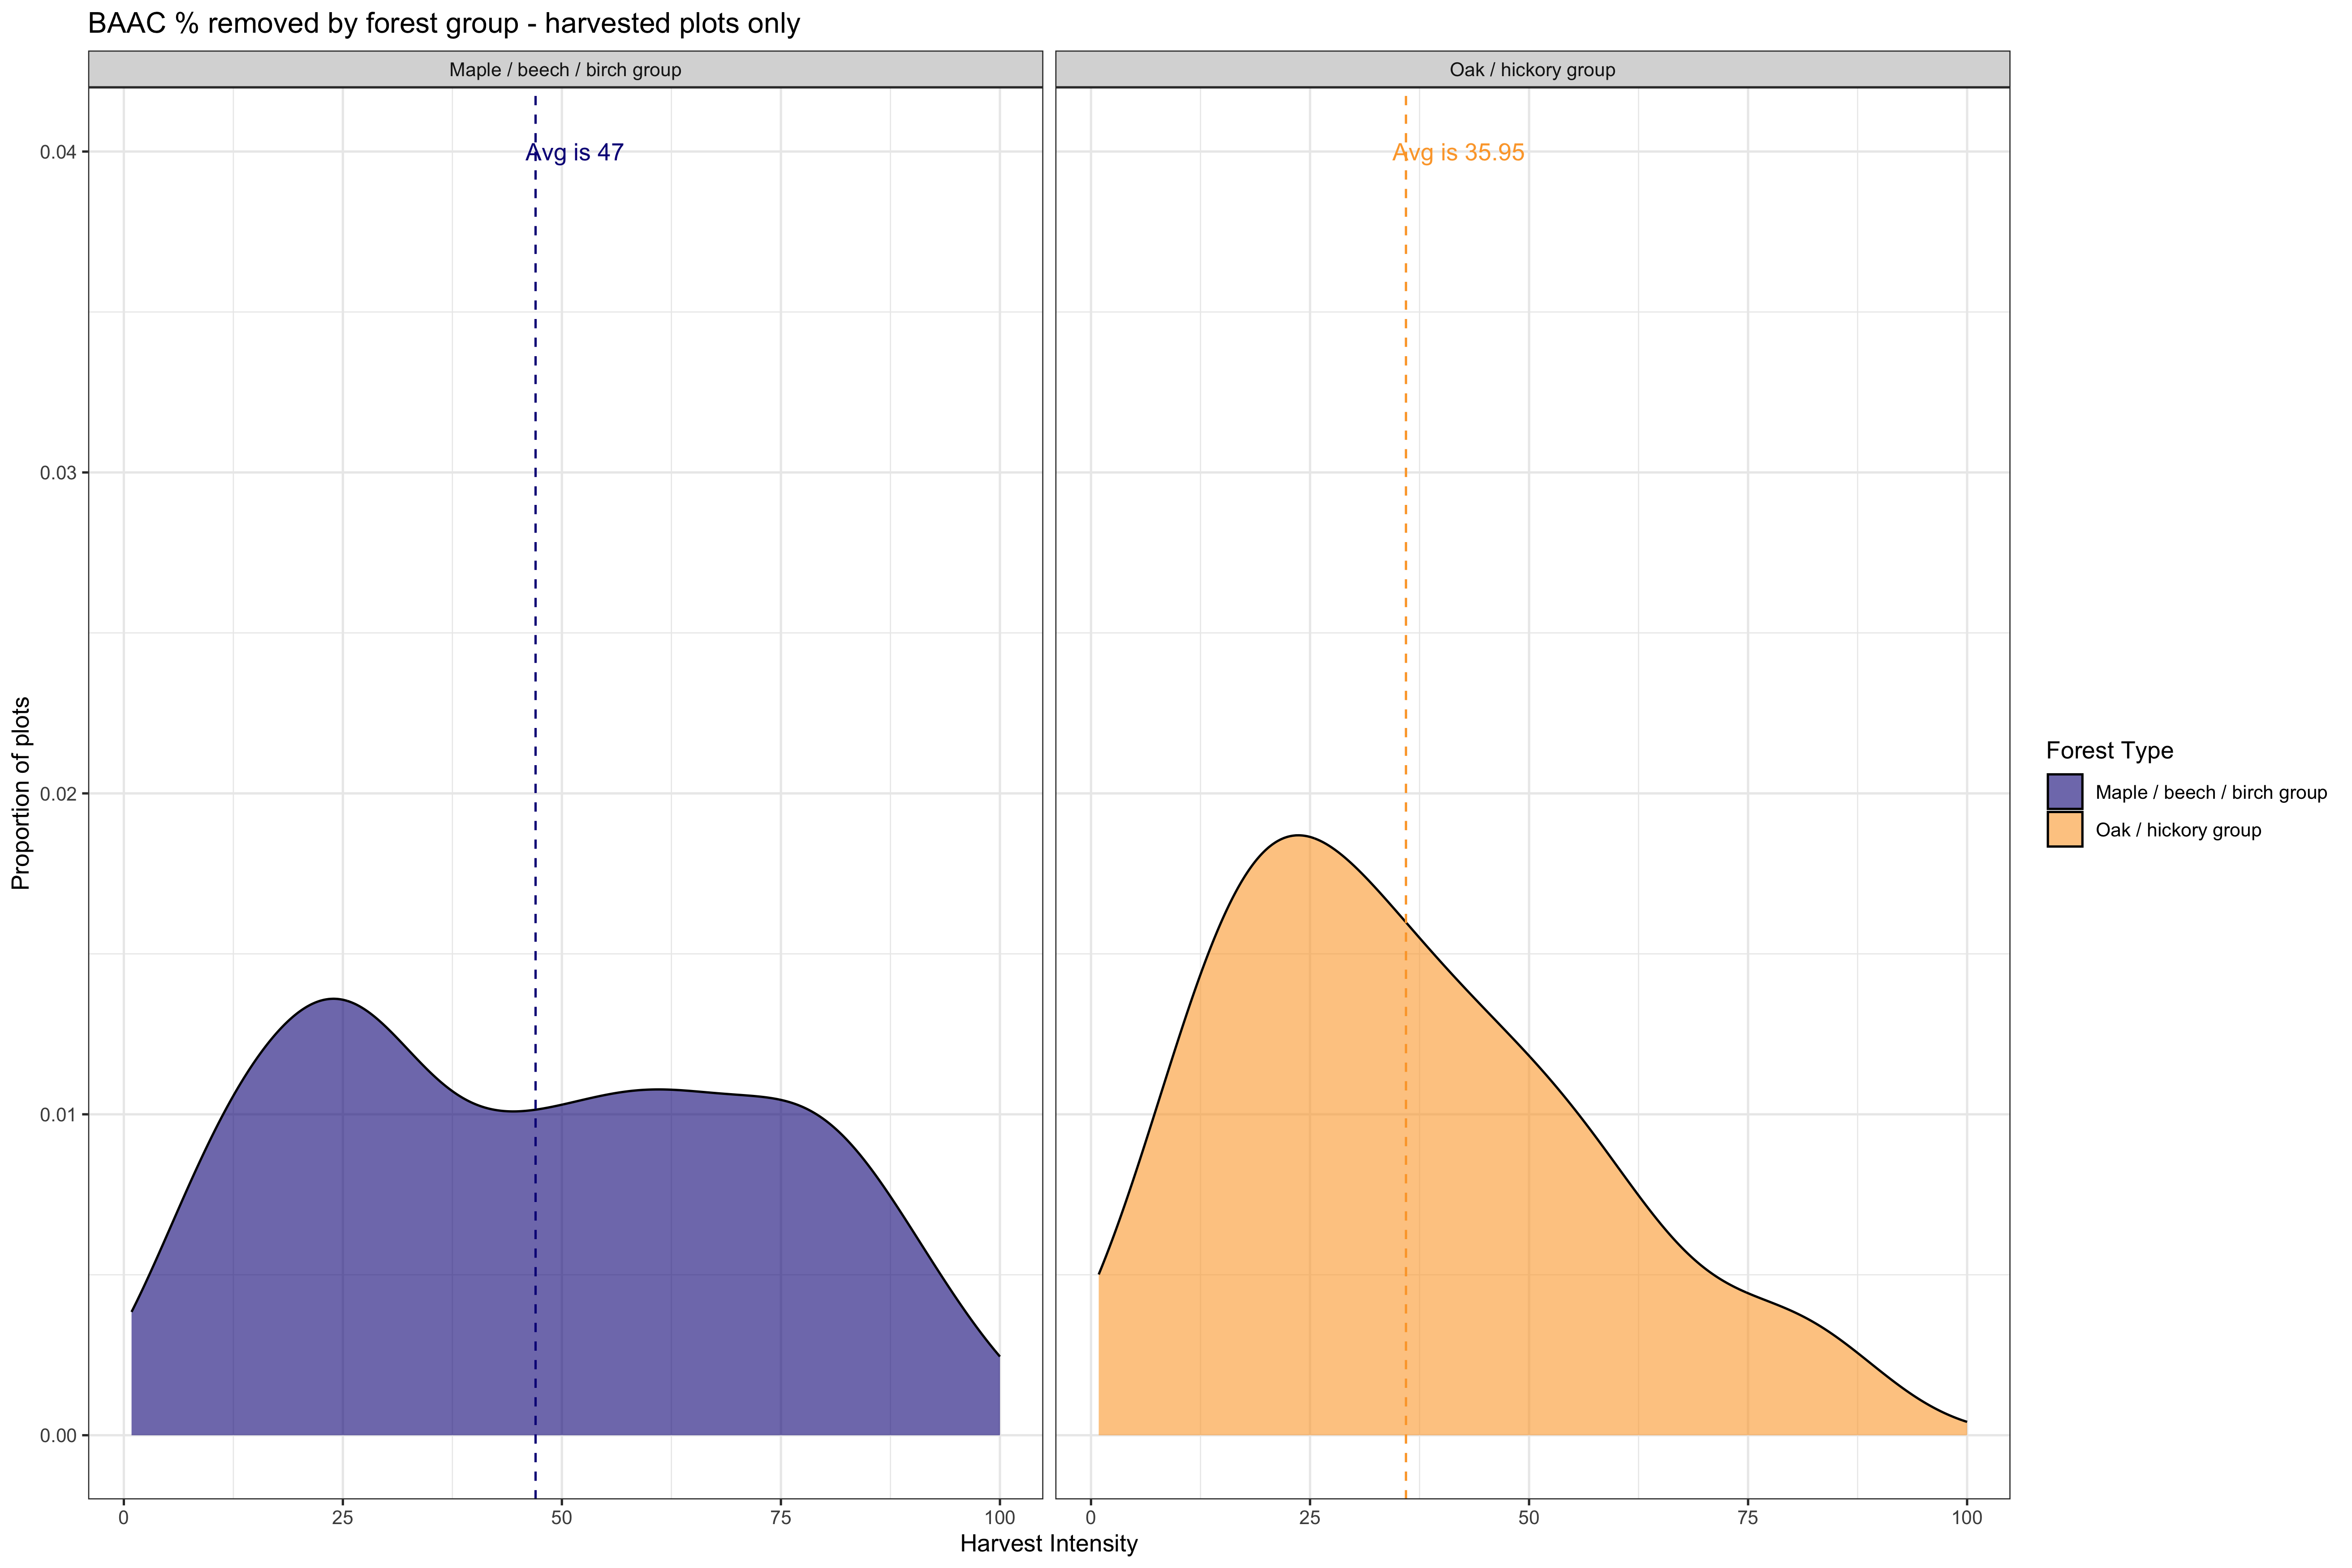 BAAC % removed by forest group - harvested plots only
Maple / beech / birch group
Oak / hickory group
Avg is 47
Avg is 35.95
0.04
0.03
0.02
0.01
0.00
Proportion of plots
0 25 50 75 100
0 25 50 75 100
Harvest Intensity
Forest Type
Maple / beech / birch group
Oak / hickory group